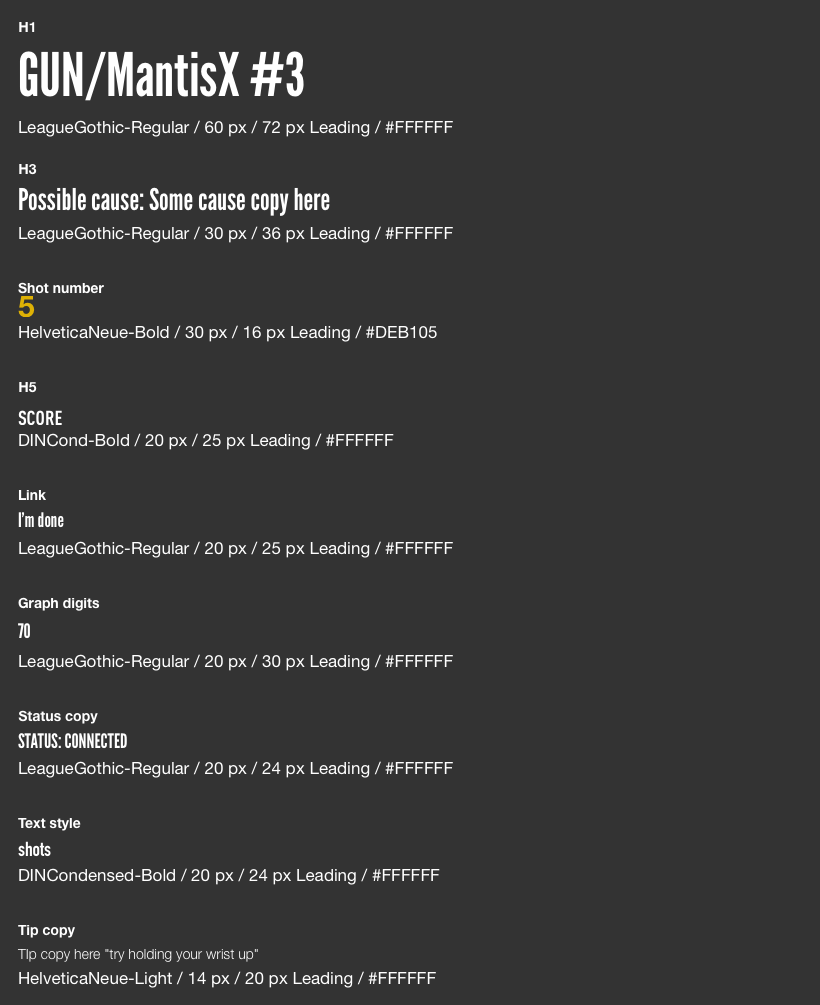 H1
GUN/MantisX #3
LeagueGothic-Regular / 60 px / 72 px Leading / #FFFFFF
H3
Possible cause: Some cause copy here
LeagueGothic-Regular / 30 px / 36 px Leading / #FFFFFF
Shot number
5
HelveticaNeue-Bold / 30 px / 16 px Leading / #DEB105
H5
SCORE
DINCond-Bold / 20 px / 25 px Leading / #FFFFFF
Link
I'm done
LeagueGothic-Regular / 20 px / 25 px Leading / #FFFFFF
Graph digits
70
LeagueGothic-Regular / 20 px / 30 px Leading / #FFFFFF
Status copy
STATUS: CONNECTED
LeagueGothic-Regular / 20 px / 24 px Leading / #FFFFFF
Text style
shots
DINCondensed-Bold / 20 px / 24 px Leading / #FFFFFF
Tip copy
TIp copy here "try holding your wrist up"
HelveticaNeue-Light / 14 px / 20 px Leading / #FFFFFF